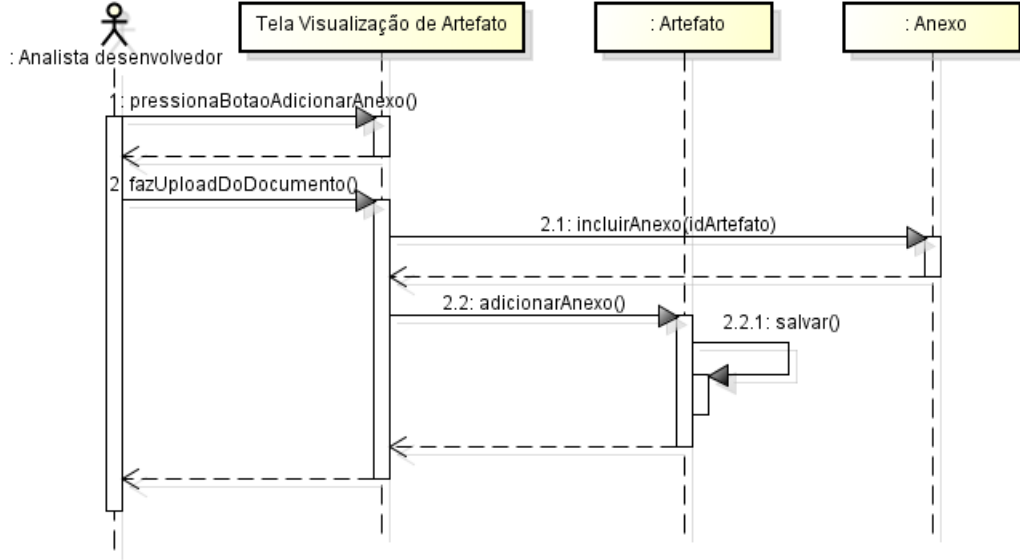 Tela Visualização de Artefato
: Artefato
: Anexo
: Analista desenvolvedor
1: pressionaBotaoAdicionarAnexo()
2: fazUploadDoDocumento()
2.1: incluirAnexo(idArtefato)
2.2: adicionarAnexo()
2.2.1: salvar()